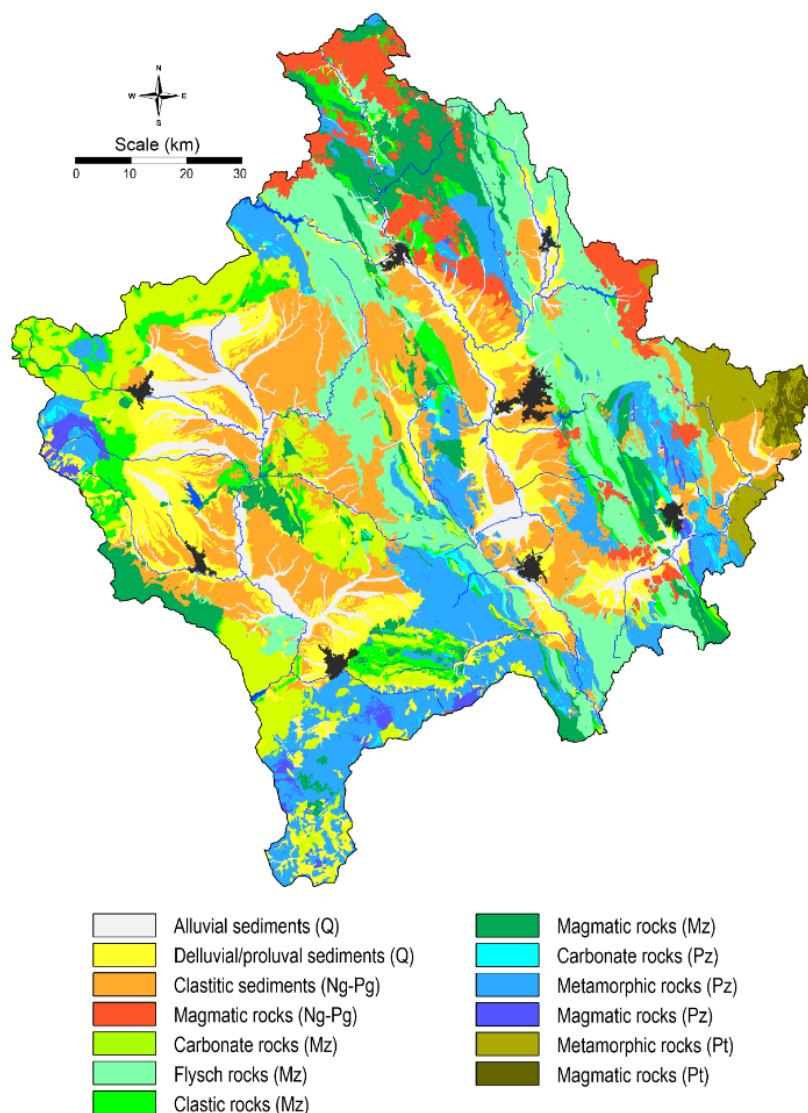 N
W E
S
Scale (km)
0 10 20 30
Alluvial sediments (Q)
Delluvial/proluval sediments (Q)
Clastitic sediments (Ng-Pg)
Magmatic rocks (Ng-Pg)
Carbonate rocks (Mz)
Flysch rocks (Mz)
Clastic rocks (Mz)
Magmatic rocks (Mz)
Carbonate rocks (Pz)
Metamorphic rocks (Pz)
Magmatic rocks (Pz)
Metamorphic rocks (Pt)
Magmatic rocks (Pt)